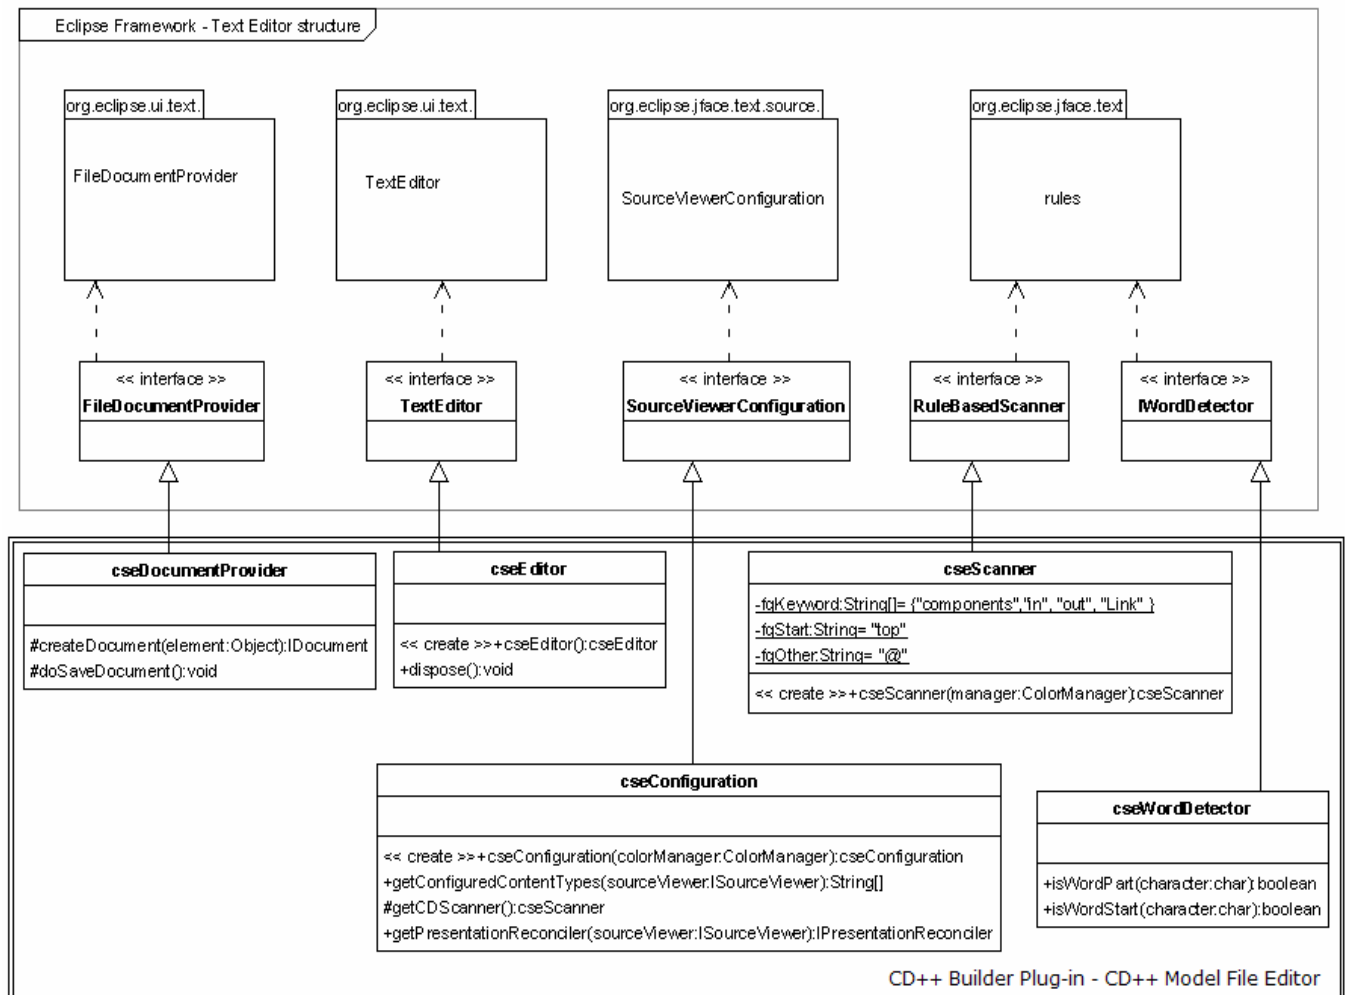 Eclipse Framework - Text Editor structure
org.eclipse.ui.text.
FileDocumentProvider
org.eclipse.ui.text.
TextEditor
org.eclipse.jface.text.source.
SourceViewerConfiguration
org.eclipse.jface.text
rules
<< interface >>
FileDocumentProvider
<< interface >>
TextEditor
<< interface >>
SourceViewerConfiguration
<< interface >>
RuleBasedScanner
<< interface >>
IWordDetector
cseDocumentProvider
#createDocument(element:Object):IDocument
#doSaveDocument():void
cseEditor
<< create >>+cseEditor():cseEditor
+dispose():void
cseScanner
-fgKeyword:String[]= {"components","in", "out", "Link" }
-fgStart:String= "top"
-fgOther:String= "@"
<< create >>+cseScanner(manager:ColorManager):cseScanner
cseConfiguration
<< create >>+cseConfiguration(colorManager:ColorManager):cseConfiguration
+getConfiguredContentTypes(sourceViewer:ISourceViewer):String[]
#getCDScanner():cseScanner
+getPresentationReconciler(sourceViewer:ISourceViewer):IPresentationReconciler
cseWordDetector
+isWordPart(character:char):boolean
+isWordStart(character:char):boolean
CD++ Builder Plug-in - CD++ Model File Editor